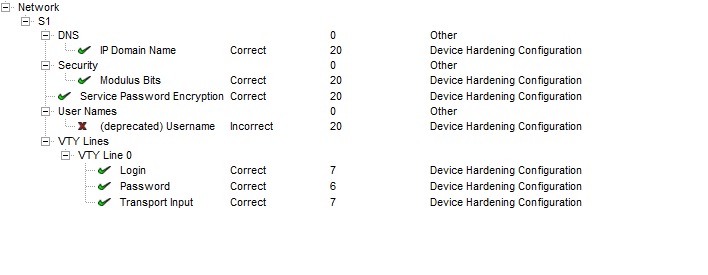 Network
S1
DNS 0 Other
IP Domain Name Correct 20 Device Hardening Configuration
Security 0 Other
Modulus Bits Correct 20 Device Hardening Configuration
Service Password Encryption Correct 20 Device Hardening Configuration
User Names 0 Other
(deprecated) Username Incorrect 20 Device Hardening Configuration
VTY Lines
VTY Line 0
Login Correct 7 Device Hardening Configuration
Password Correct 6 Device Hardening Configuration
Transport Input Correct 7 Device Hardening Configuration